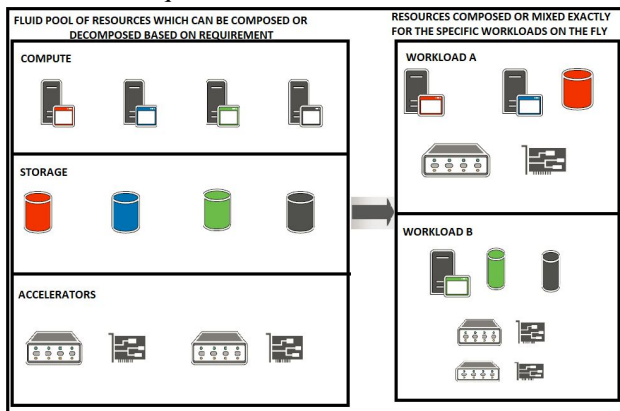 FLUID POOL OF RESOURCES WHICH CAN BE COMPOSED OR
DECOMPOSED BASED ON REQUIREMENT
COMPUTE
STORAGE
ACCELERATORS
RESOURCES COMPOSED OR MIXED EXACTLY
FOR THE SPECIFIC WORKLOADS ON THE FLY
WORKLOAD A
WORKLOAD B